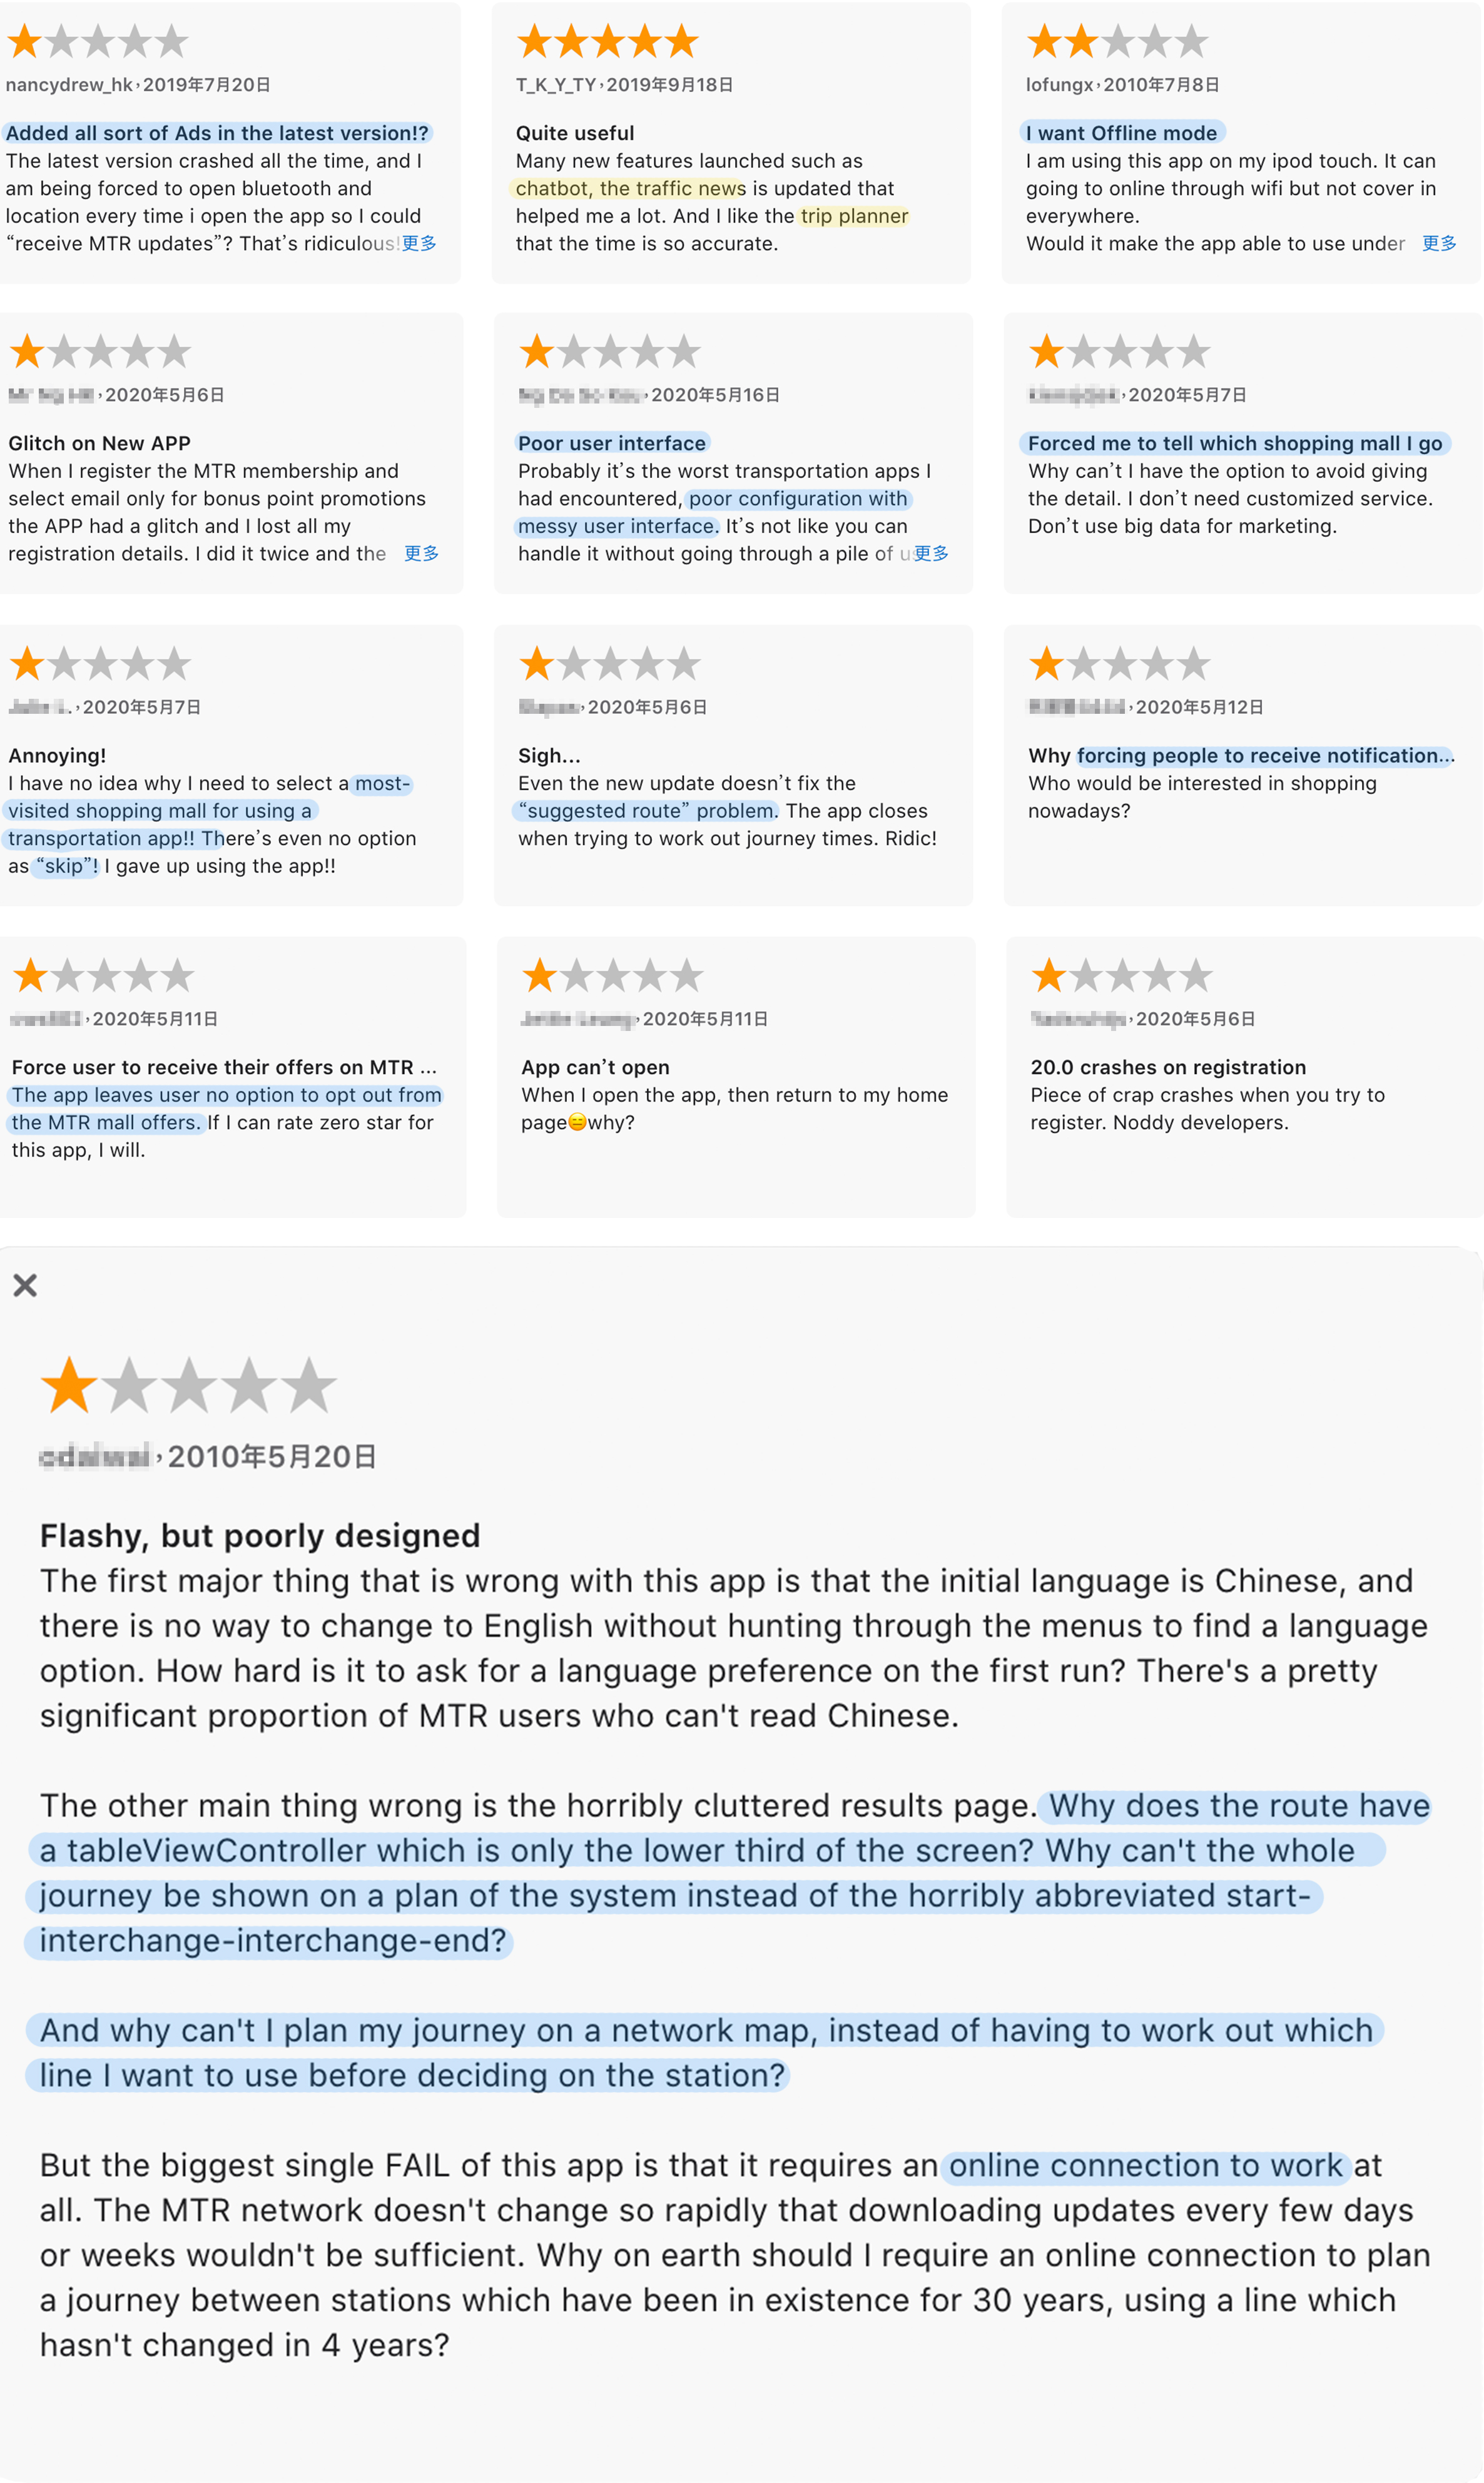 nancydrew_hk，2019年7月20日
Added all sort of Ads in the latest version!?
The latest version crashed all the time, and I
am being forced to open bluetooth and
location every time i open the app so I could
“receive MTR updates”? That’s ridiculous!更多
T_K_Y_TY，2019年9月18日
Quite useful
Many new features launched such as
chatbot, the traffic news is updated that
helped me a lot. And I like the trip planner
that the time is so accurate.
lofungx，2010年7月8日
I want Offline mode
I am using this app on my ipod touch. It can
going to online through wifi but not cover in
everywhere.
Would it make the app able to use under 更多
，2020年5月6日
Glitch on New APP
When I register the MTR membership and
select email only for bonus point promotions
the APP had a glitch and I lost all my
registration details. I did it twice and the 更多
，2020年5月16日
Poor user interface
Probably it’s the worst transportation apps I
had encountered, poor configuration with
messy user interface. It’s not like you can
handle it without going through a pile of 更多
，2020年5月7日
Forced me to tell which shopping mall I go
Why can’t I have the option to avoid giving
the detail. I don’t need customized service.
Don’t use big data for marketing.
，2020年5月7日
Annoying!
I have no idea why I need to select a most-
visited shopping mall for using a
transportation app!! There’s even no option
as “skip”! I gave up using the app!!
，2020年5月6日
Sigh...
Even the new update doesn’t fix the
“suggested route” problem. The app closes
when trying to work out journey times. Ridic!
，2020年5月12日
Why forcing people to receive notification...
Who would be interested in shopping
nowadays?
，2020年5月11日
Force user to receive their offers on MTR ...
The app leaves user no option to opt out from
the MTR mall offers. If I can rate zero star for
this app, I will.
，2020年5月11日
App can’t open
When I open the app, then return to my home
page😑why?
，2020年5月6日
20.0 crashes on registration
Piece of crap crashes when you try to
register. Noddy developers.
，2010年5月20日
Flashy, but poorly designed
The first major thing that is wrong with this app is that the initial language is Chinese, and
there is no way to change to English without hunting through the menus to find a language
option. How hard is it to ask for a language preference on the first run? There's a pretty
significant proportion of MTR users who can't read Chinese.
The other main thing wrong is the horribly cluttered results page. Why does the route have
a tableViewController which is only the lower third of the screen? Why can't the whole
journey be shown on a plan of the system instead of the horribly abbreviated start-
interchange-interchange-end?
And why can't I plan my journey on a network map, instead of having to work out which
line I want to use before deciding on the station?
But the biggest single FAIL of this app is that it requires an online connection to work at
all. The MTR network doesn't change so rapidly that downloading updates every few days
or weeks wouldn't be sufficient. Why on earth should I require an online connection to plan
a journey between stations which have been in existence for 30 years, using a line which
hasn't changed in 4 years?